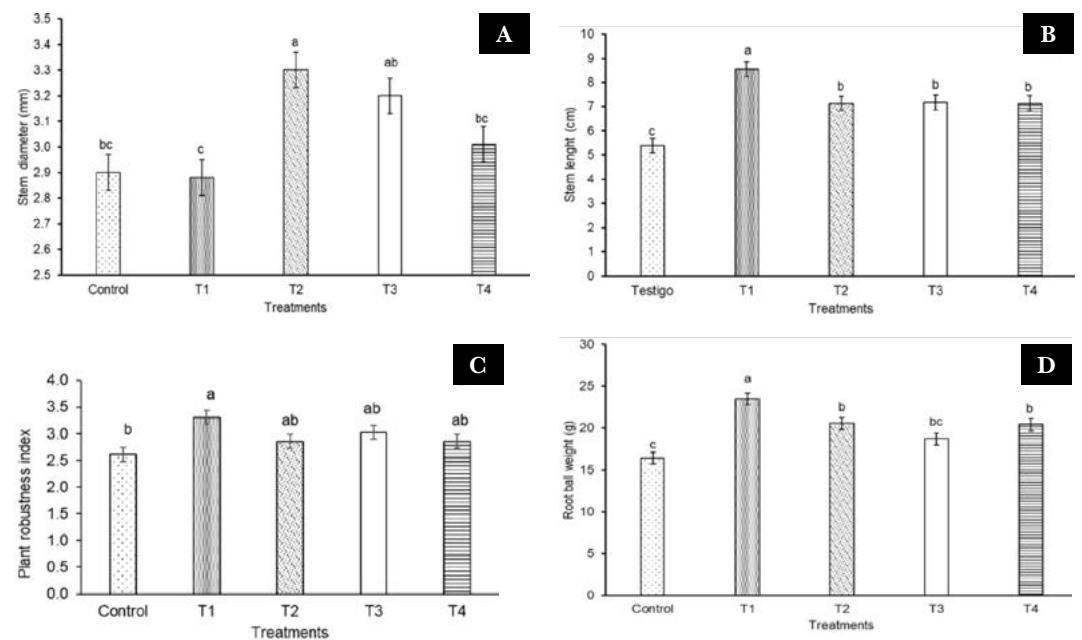 A
Stem diameter (mm)
3.5
3.4
3.3
3.2
3.1
3.0
2.9
2.8
2.7
2.6
2.5
bc
c
a
ab
bc
Control T1 T2 T3 T4
Treatments
B
Stem lenght (cm)
10
9
8
7
6
5
4
3
2
1
0
c
a
b
b
b
Testigo T1 T2 T3 T4
Treatments
C
Plant robustness index
4.0
3.5
3.0
2.5
2.0
1.5
1.0
0.5
0.0
b
a
ab
ab
ab
Control T1 T2 T3 T4
Treatments
D
Root ball weight (g)
30
25
20
15
10
5
0
c
a
b
bc
b
Control T1 T2 T3 T4
Treatments